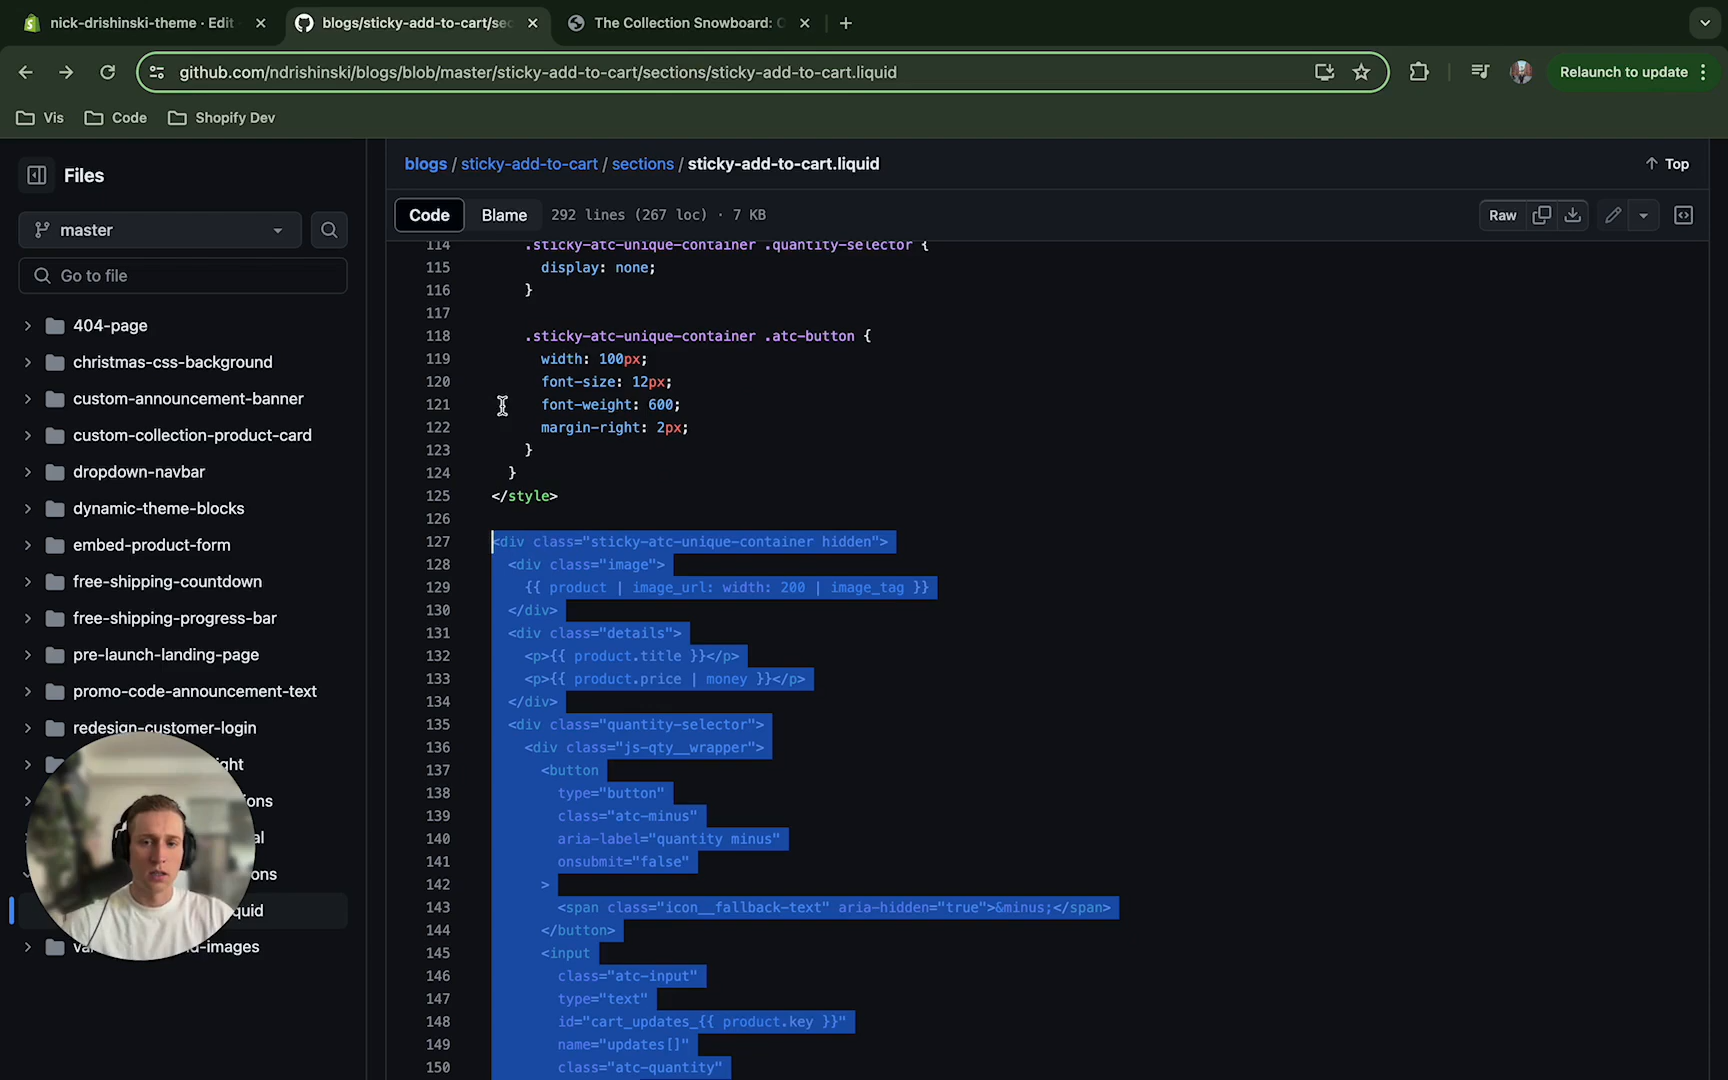 nick-drishinski-theme · Edit
blogs/sticky-add-to-cart/sec
The Collection Snowboard:
github.com/ndrishinski/blogs/blob/master/sticky-add-to-cart/sections/sticky-add-to-cart.liquid
Relaunch to update
Vis
Code
Shopify Dev
Files
blogs / sticky-add-to-cart / sections / sticky-add-to-cart.liquid
Top
master
Code
Blame
292 lines (267 loc) · 7 KB
Raw
Go to file
404-page
christmas-css-background
custom-announcement-banner
custom-collection-product-card
dropdown-navbar
dynamic-theme-blocks
embed-product-form
free-shipping-countdown
free-shipping-progress-bar
pre-launch-landing-page
promo-code-announcement-text
redesign-customer-login
114 .sticky-atc-unique-container .quantity-selector {
115 display: none;
116 }
117
118 .sticky-atc-unique-container .atc-button {
119 width: 100px;
120 font-size: 12px;
121 font-weight: 600;
122 margin-right: 2px;
123 }
124 }
125 </style>
126
127 <div class="sticky-atc-unique-container hidden">
128 <div class="image">
129 {{ product | image_url: width: 200 | image_tag }}
130 </div>
131 <div class="details">
132 <p>{{ product.title }}</p>
133 <p>{{ product.price | money }}</p>
134 </div>
135 <div class="quantity-selector">
136 <div class="js-qty__wrapper">
137 <button
138 type="button"
139 class="atc-minus"
140 aria-label="quantity minus"
141 onsubmit="false"
142 >
143 <span class="icon__fallback-text" aria-hidden="true">&minus;</span>
144 </button>
145 <input
146 class="atc-input"
147 type="text"
148 id="cart_updates_{{ product.key }}"
149 name="updates[]"
150 class="atc-quantity"